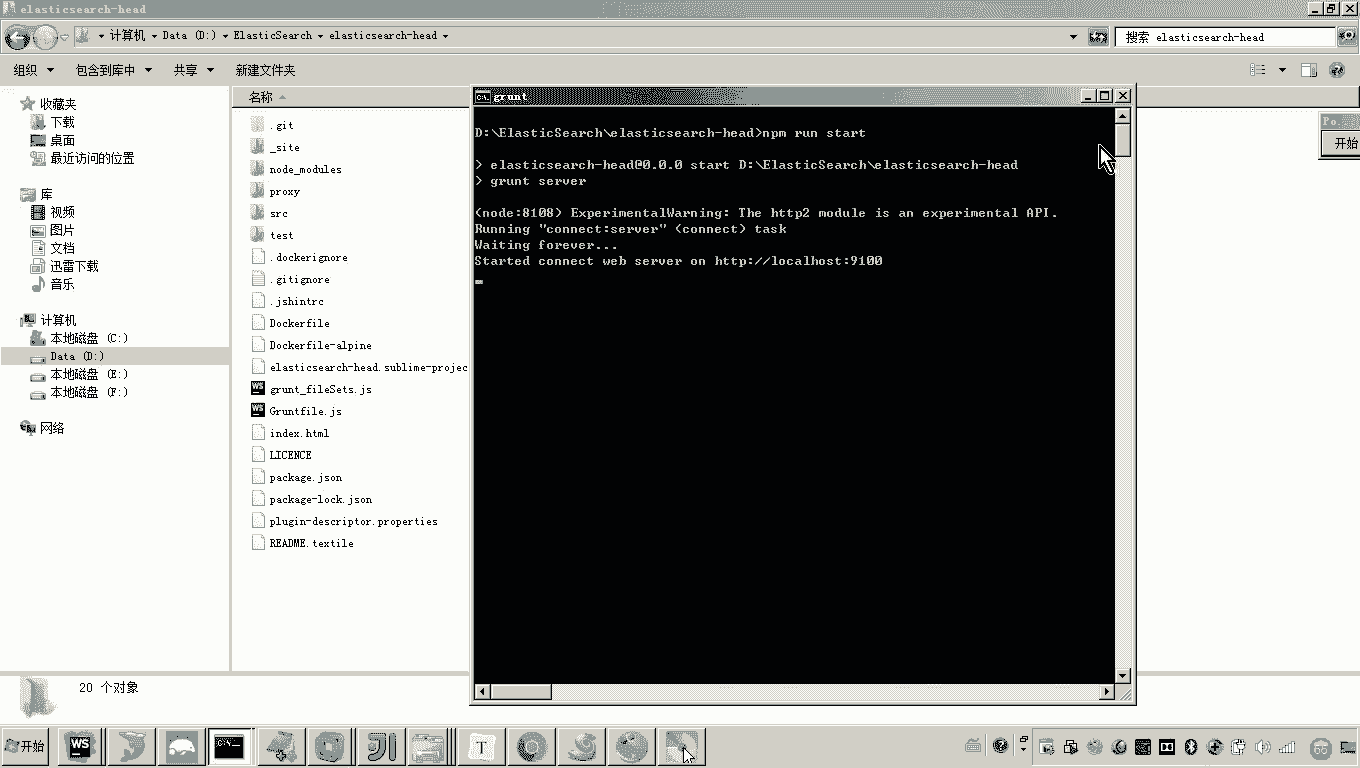 elasticsearch-head
计算机 Data (D:) ElasticSearch elasticsearch-head
搜索 elasticsearch-head
组织 包含到库中 共享 新建文件夹
收藏夹
下载
桌面
最近访问的位置
库
视频
图片
文档
迅雷下载
音乐
计算机
本地磁盘 (C:)
Data (D:)
本地磁盘 (E:)
本地磁盘 (F:)
网络
名称
.git
_site
node_modules
proxy
src
test
.dockerignore
.gitignore
.jshintrc
Dockerfile
Dockerfile-alpine
elasticsearch-head.sublime-projec
grunt_fileSets.js
Gruntfile.js
index.html
LICENCE
package.json
package-lock.json
plugin-descriptor.properties
README.textile
grunt
D:\ElasticSearch\elasticsearch-head>npm run start
> elasticsearch-head@0.0.0 start D:\ElasticSearch\elasticsearch-head
> grunt server
(node:8108) ExperimentalWarning: The http2 module is an experimental API.
Running "connect:server" (connect) task
Waiting forever...
Started connect web server on http://localhost:9100
Po.
开始
20 个对象
开始
WS
T